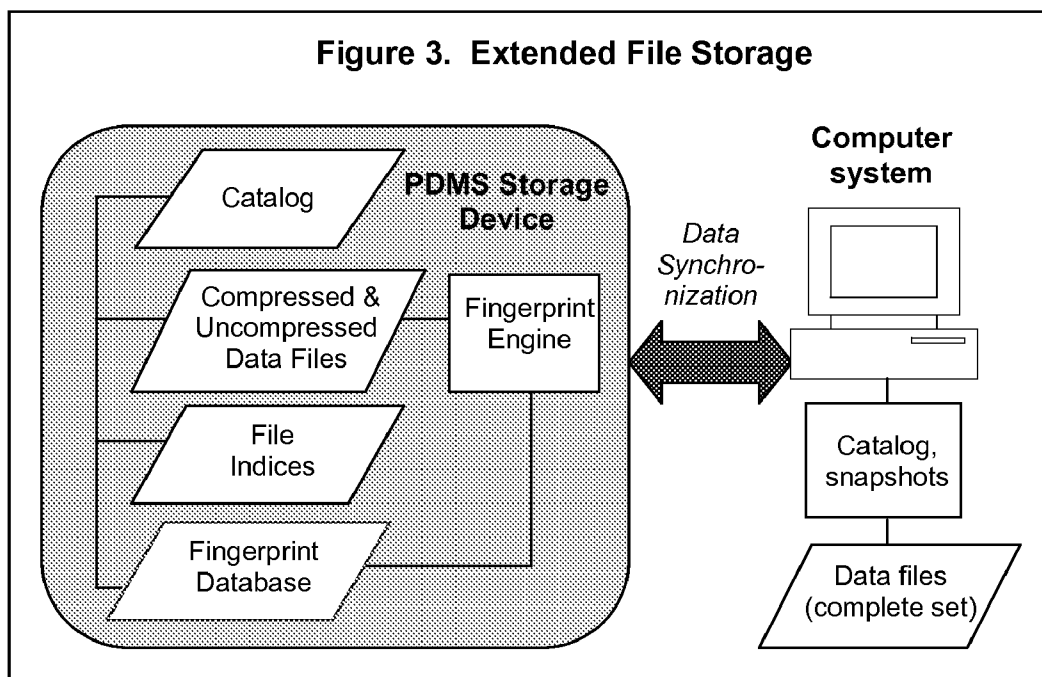 Figure 3.  Extended File Storage
Catalog
PDMS Storage
Device
Compressed &
Uncompressed
Data Files
Fingerprint
Engine
File
Indices
Fingerprint
Database
Data
Synchro-
nization
Computer
system
Catalog,
snapshots
Data files
(complete set)